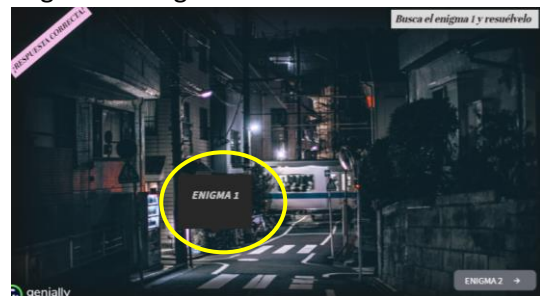 ¡RESPUESTA CORRECTA!
Busca el enigma 1 y resuélvelo
ENIGMA 1
ENIGMA 2 →
genially